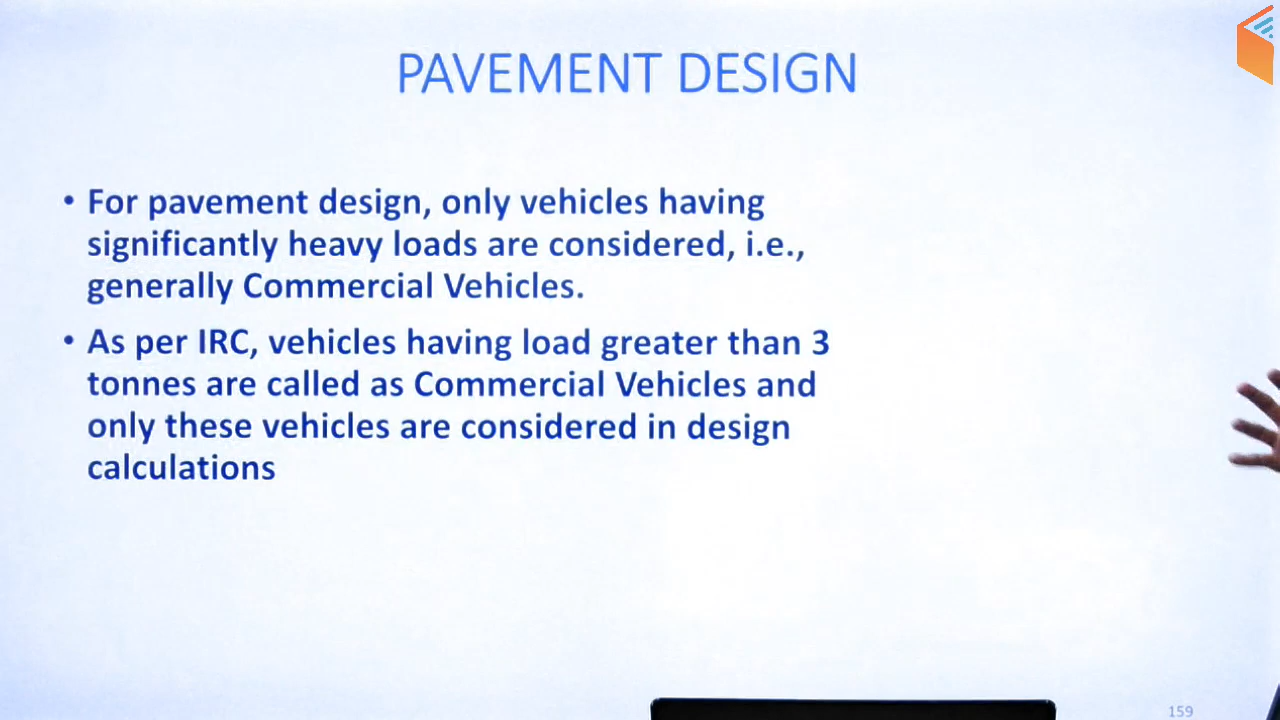 PAVEMENT DESIGN
• For pavement design, only vehicles having
significantly heavy loads are considered, i.e.,
generally Commercial Vehicles.
• As per IRC, vehicles having load greater than 3
tonnes are called as Commercial Vehicles and
only these vehicles are considered in design
calculations
159